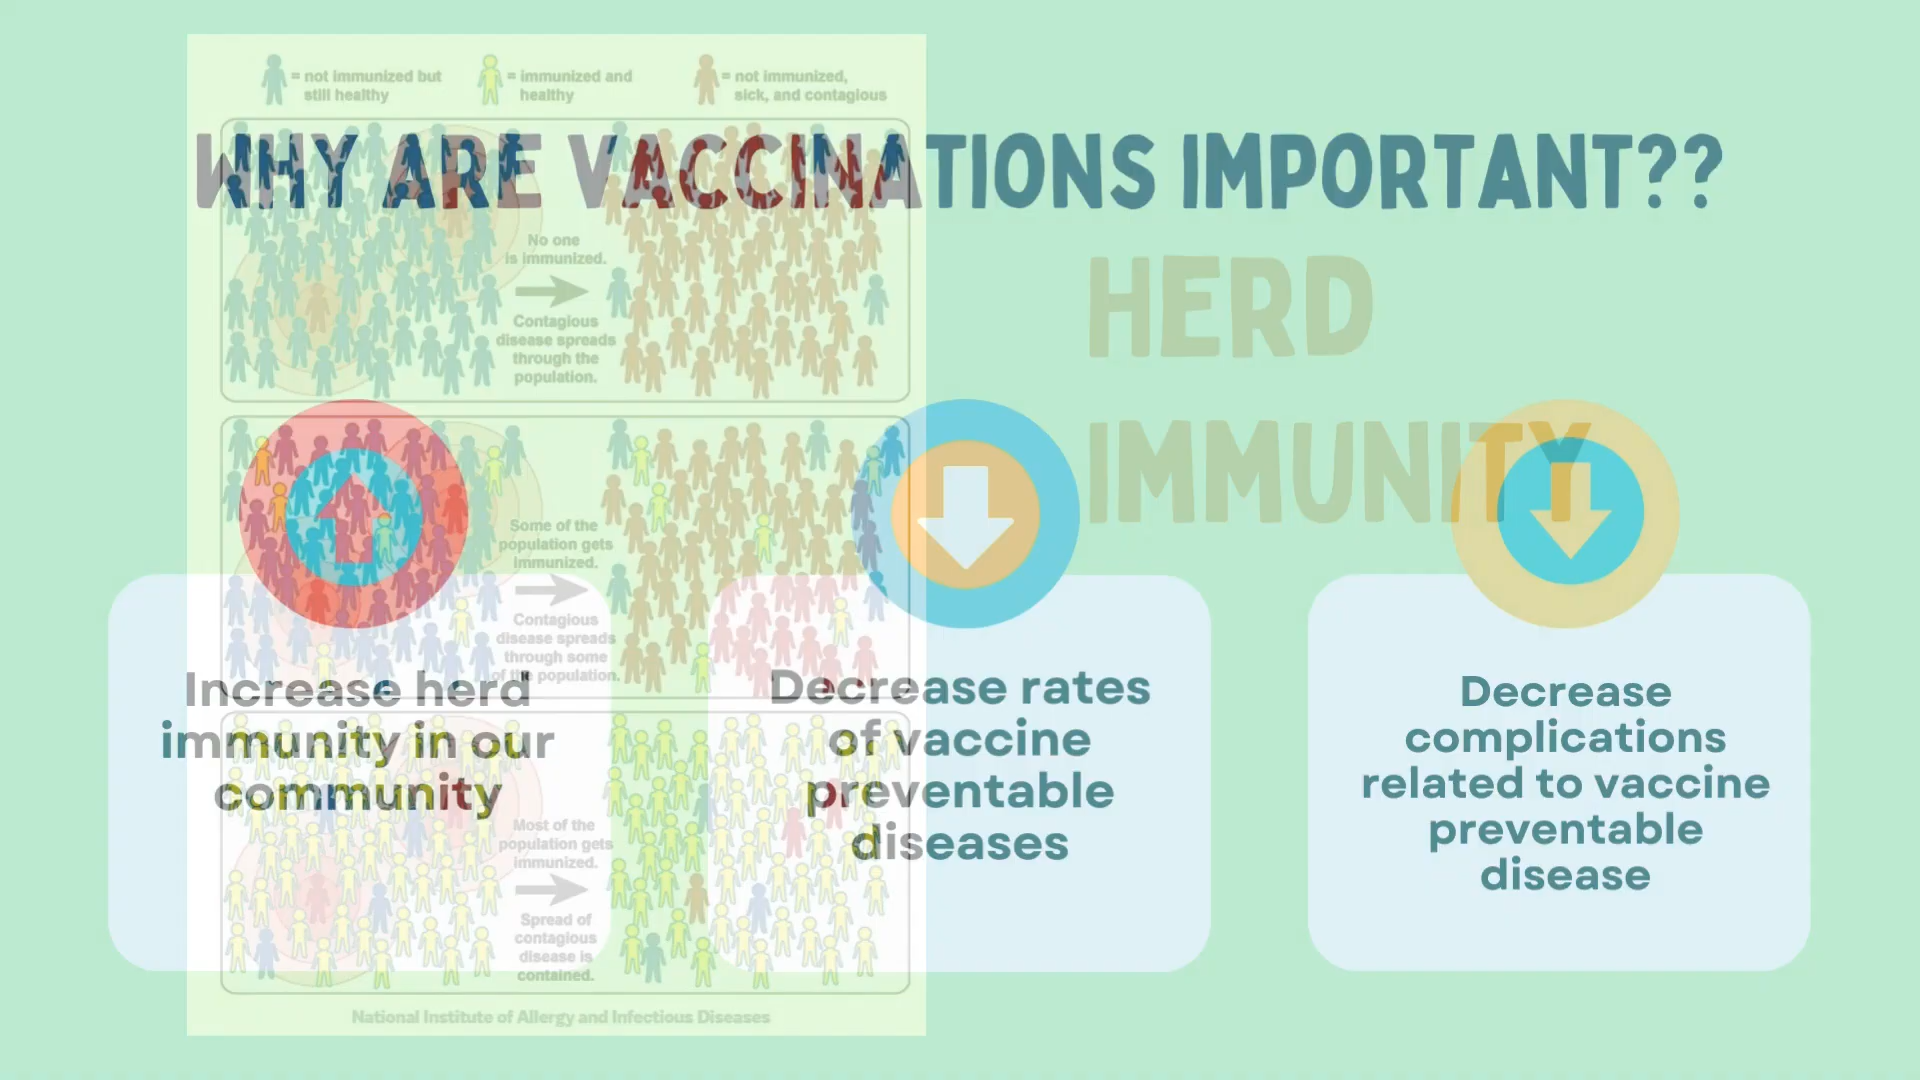 = not immunized but
still healthy
= immunized and
healthy
= not immunized,
sick, and contagious
WHY ARE VACCINATIONS IMPORTANT??
No one
is immunized.
Contagious
disease spreads
through the
population.
HERD
IMMUNITY
Some of the
population gets
immunized.
Contagious
disease spreads
through some
of the population.
Increase herd
immunity in our
community
Decrease rates
of vaccine
preventable
diseases
Decrease
complications
related to vaccine
preventable
disease
Most of the
population gets
immunized.
Spread of
contagious
disease is
contained.
National Institute of Allergy and Infectious Diseases